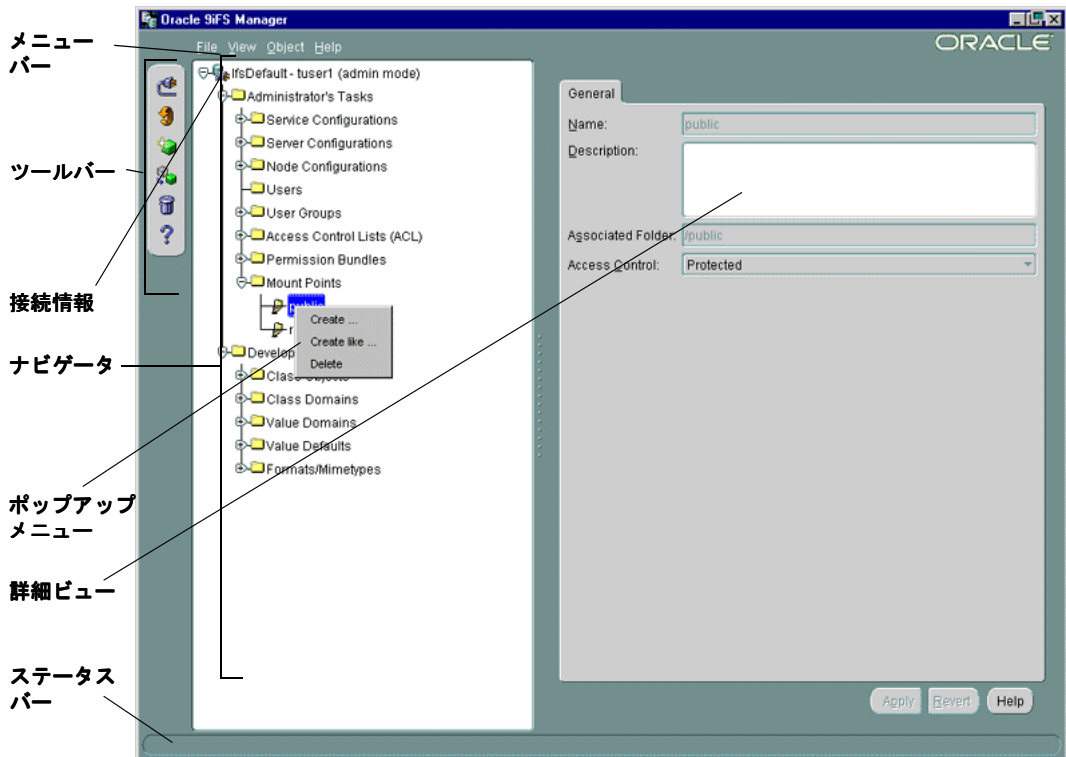 Oracle 9iFS Manager
メニュー
バー
File View Object Help
ORACLE
ツールバー
接続情報
ナビゲータ
ポップアップ
メニュー
詳細ビュー
ステータス
バー
IfsDefault - tuser1 (admin mode)
Administrator's Tasks
Service Configurations
Server Configurations
Node Configurations
Users
User Groups
Access Control Lists (ACL)
Permission Bundles
Mount Points
public
r
Create ...
Create like ...
Delete
Develop
Class Objects
Class Domains
Value Domains
Value Defaults
Formats/Mimetypes
General
Name: public
Description:
Associated Folder: /public
Access Control: Protected
Apply Revert Help